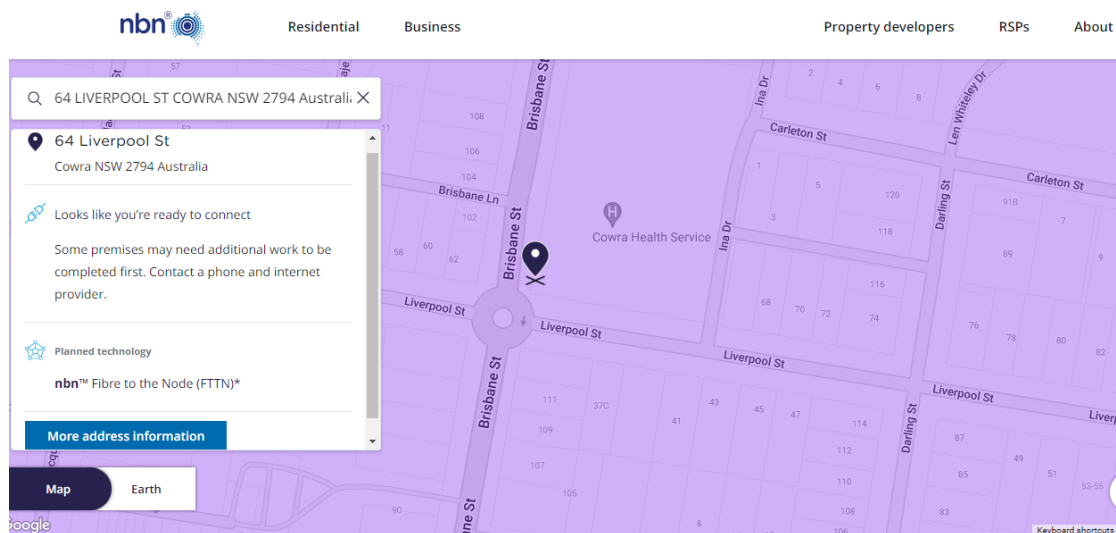 nbn®
Residential
Business
Property developers
RSPs
About
64 LIVERPOOL ST COWRA NSW 2794 Australi
64 Liverpool St
Cowra NSW 2794 Australia
Looks like you're ready to connect
Some premises may need additional work to be
completed first. Contact a phone and internet
provider.
Planned technology
nbn™ Fibre to the Node (FTTN)*
More address information
Map
Earth
Google
57
Brisbane St
108
11
106
104
Brisbane Ln
102
Brisbane St
58
60
62
Liverpool St
H
Cowra Health Service
Liverpool St
Ina Dr
2
4
6
8
Len Whiteley Dr
Carleton St
1
5
120
3
118
Ina Dr
Darling St
Carleton St
91B
7
89
9
116
68
70
72
74
76
78
80
82
Liverpool St
Liverpool St
Liver
Brisbane St
111
37C
109
41
43
45
47
114
112
Darling St
87
49
107
110
85
51
105
53-55
108
83
90
8
106
ne St
Keyboard shortcuts